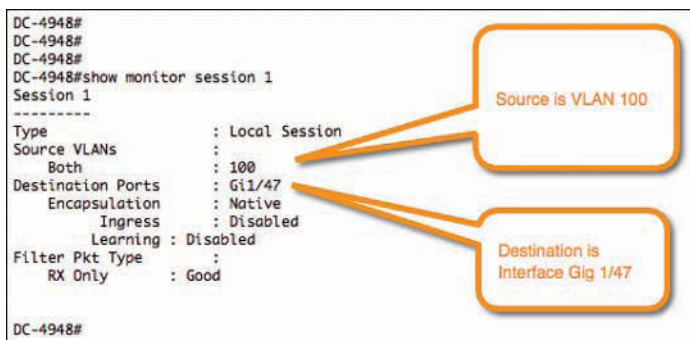 DC-4948#
DC-4948#
DC-4948#
DC-4948#show monitor session 1
Session 1
---------
Type : Local Session
Source VLANs :
Both : 100
Destination Ports : Gi1/47
Encapsulation : Native
Ingress : Disabled
Learning : Disabled
Filter Pkt Type :
RX Only : Good
DC-4948#
Source is VLAN 100
Destination is
Interface Gig 1/47